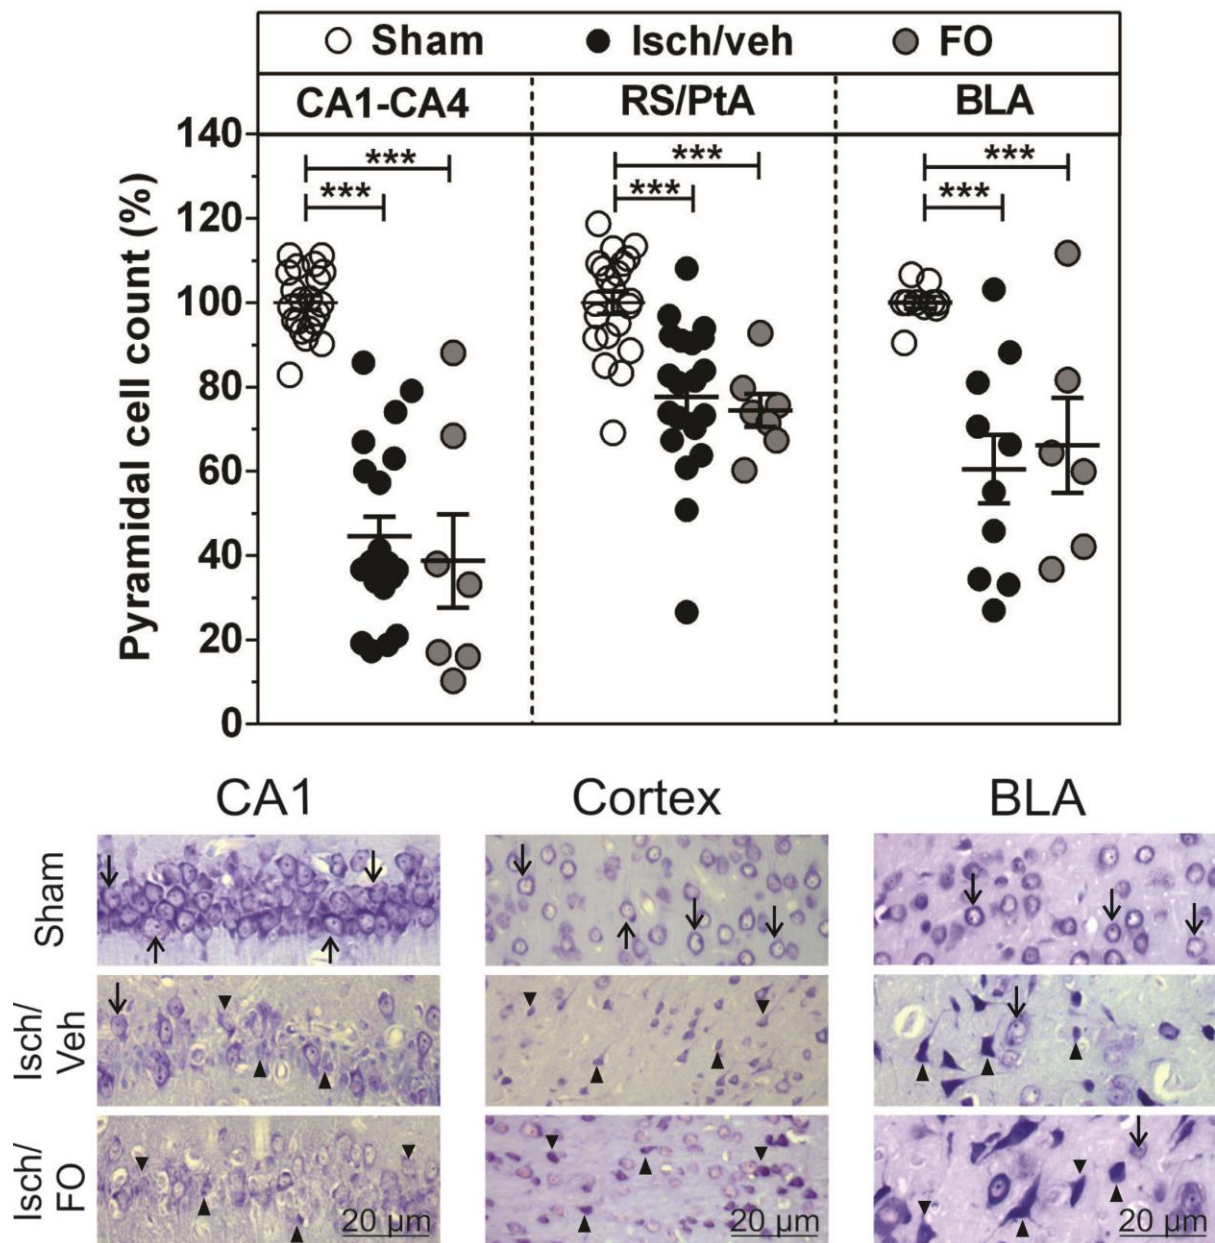 Sham Isch/veh FO
CA1-CA4 RS/PtA BLA
Pyramidal cell count (%)
140
120
100
80
60
40
20
0
*** *** ***
*** *** ***
CA1 Cortex BLA
Sham
Isch/
Veh
Isch/
FO
20 µm 20 µm 20 µm